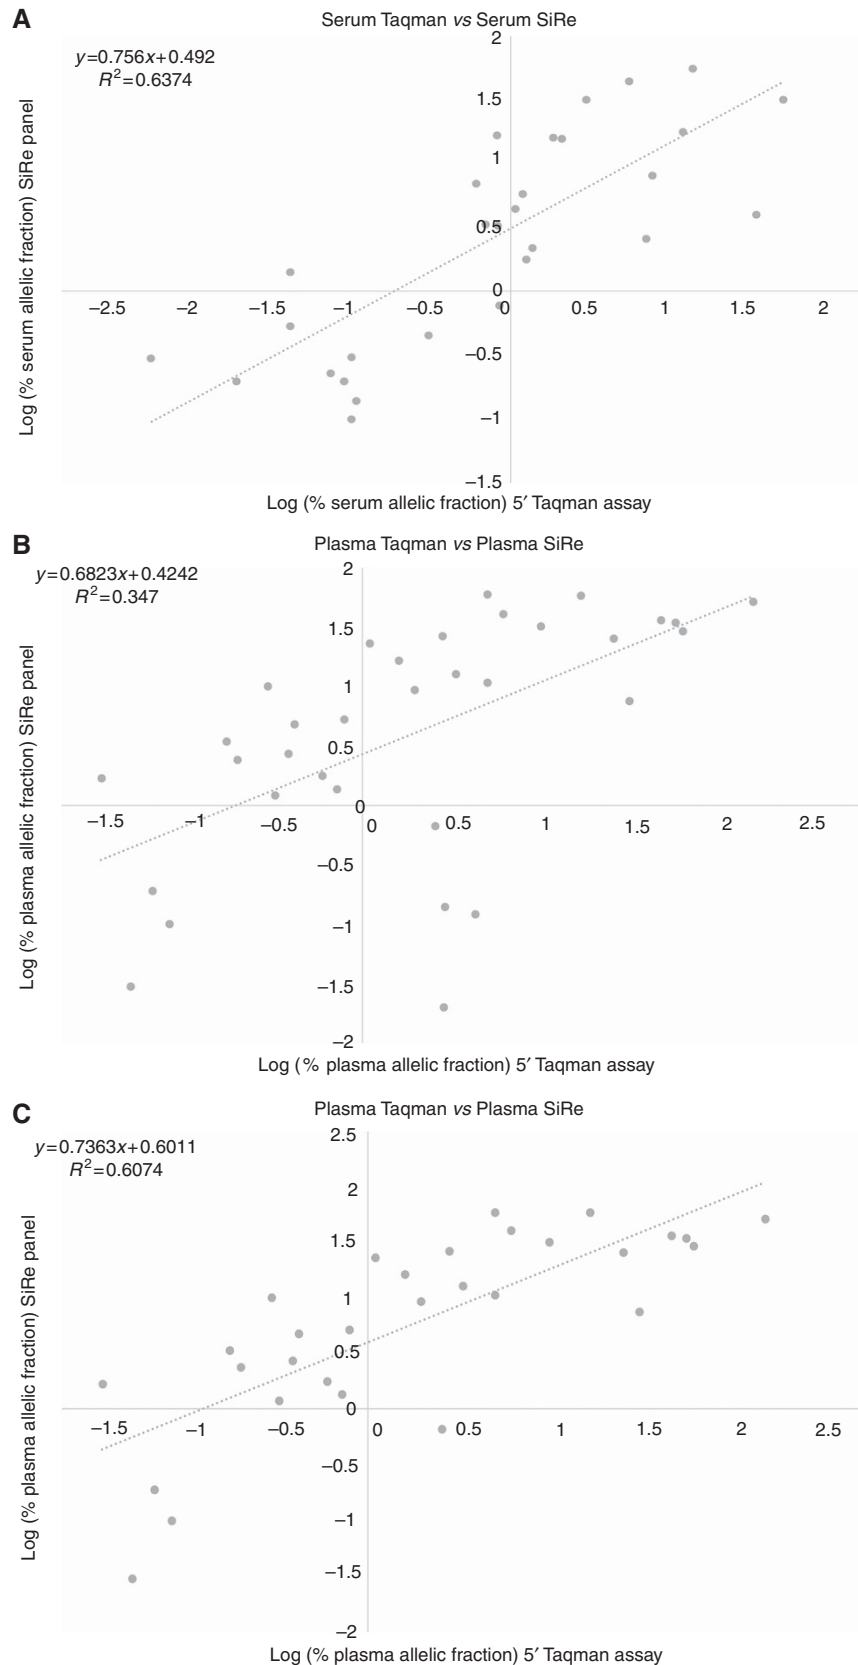 A
Serum Taqman vs Serum SiRe
y=0.756x+0.492
R²=0.6374
Log (% serum allelic fraction) SiRe panel
2
1.5
1
0.5
0
−2.5 −2 −1.5 −1 −0.5 0 0.5 1 1.5 2
−0.5
−1
−1.5
Log (% serum allelic fraction) 5′ Taqman assay
B
Plasma Taqman vs Plasma SiRe
y=0.6823x+0.4242
R²=0.347
Log (% plasma allelic fraction) SiRe panel
2
1.5
1
0.5
0
−1.5 −1 −0.5 0 0.5 1 1.5 2 2.5
−0.5
−1
−1.5
−2
Log (% plasma allelic fraction) 5′ Taqman assay
C
Plasma Taqman vs Plasma SiRe
y=0.7363x+0.6011
R²=0.6074
Log (% plasma allelic fraction) SiRe panel
2.5
2
1.5
1
0.5
0
−1.5 −1 −0.5 0 0.5 1 1.5 2 2.5
−0.5
−1
−1.5
−2
Log (% plasma allelic fraction) 5′ Taqman assay